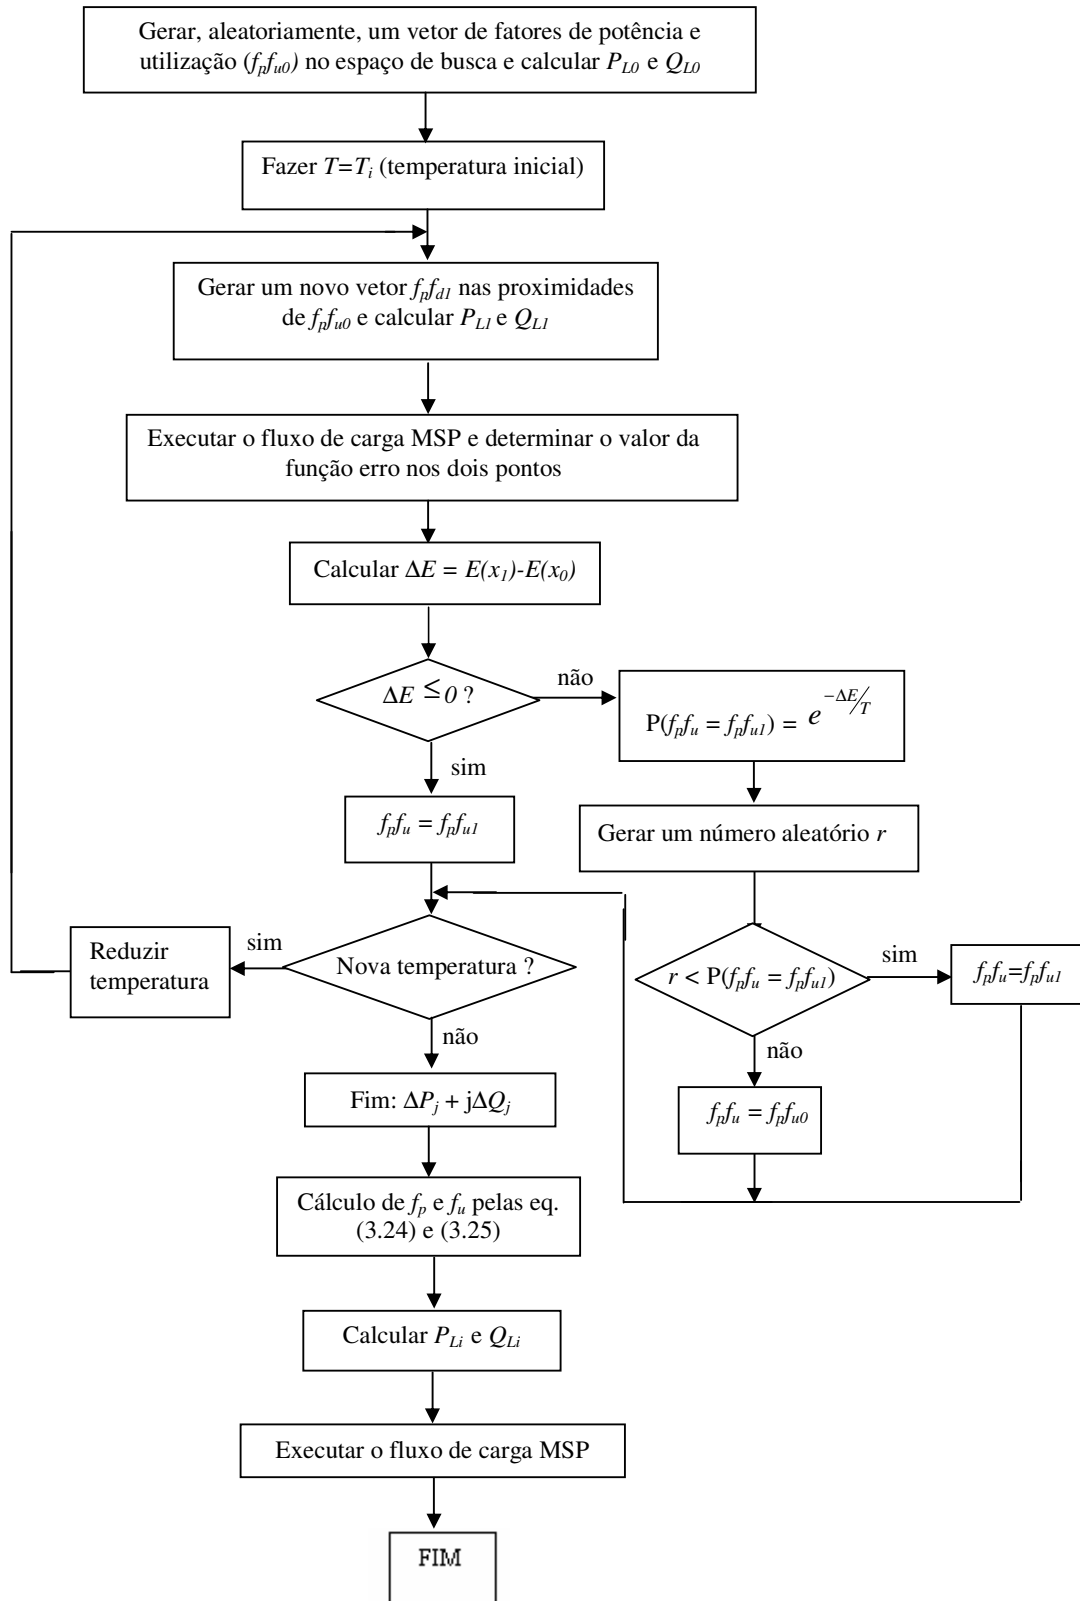 Gerar, aleatoriamente, um vetor de fatores de potência e
utilização (fpfu0) no espaço de busca e calcular PL0 e QL0
Fazer T=Ti (temperatura inicial)
Gerar um novo vetor fpfd1 nas proximidades
de fpfu0 e calcular PL1 e QL1
Executar o fluxo de carga MSP e determinar o valor da
função erro nos dois pontos
Calcular ΔE = E(x1)-E(x0)
ΔE ≤ 0 ?
não
P(fpfu = fpfu1) = e^-ΔE/T
sim
fpfu = fpfu1
Gerar um número aleatório r
Nova temperatura ?
sim
Reduzir
temperatura
r < P(fpfu = fpfu1)
sim
fpfu=fpfu1
não
fpfu = fpfu0
não
Fim: ΔPj + jΔQj
Cálculo de fp e fu pelas eq.
(3.24) e (3.25)
Calcular PLi e QLi
Executar o fluxo de carga MSP
FIM